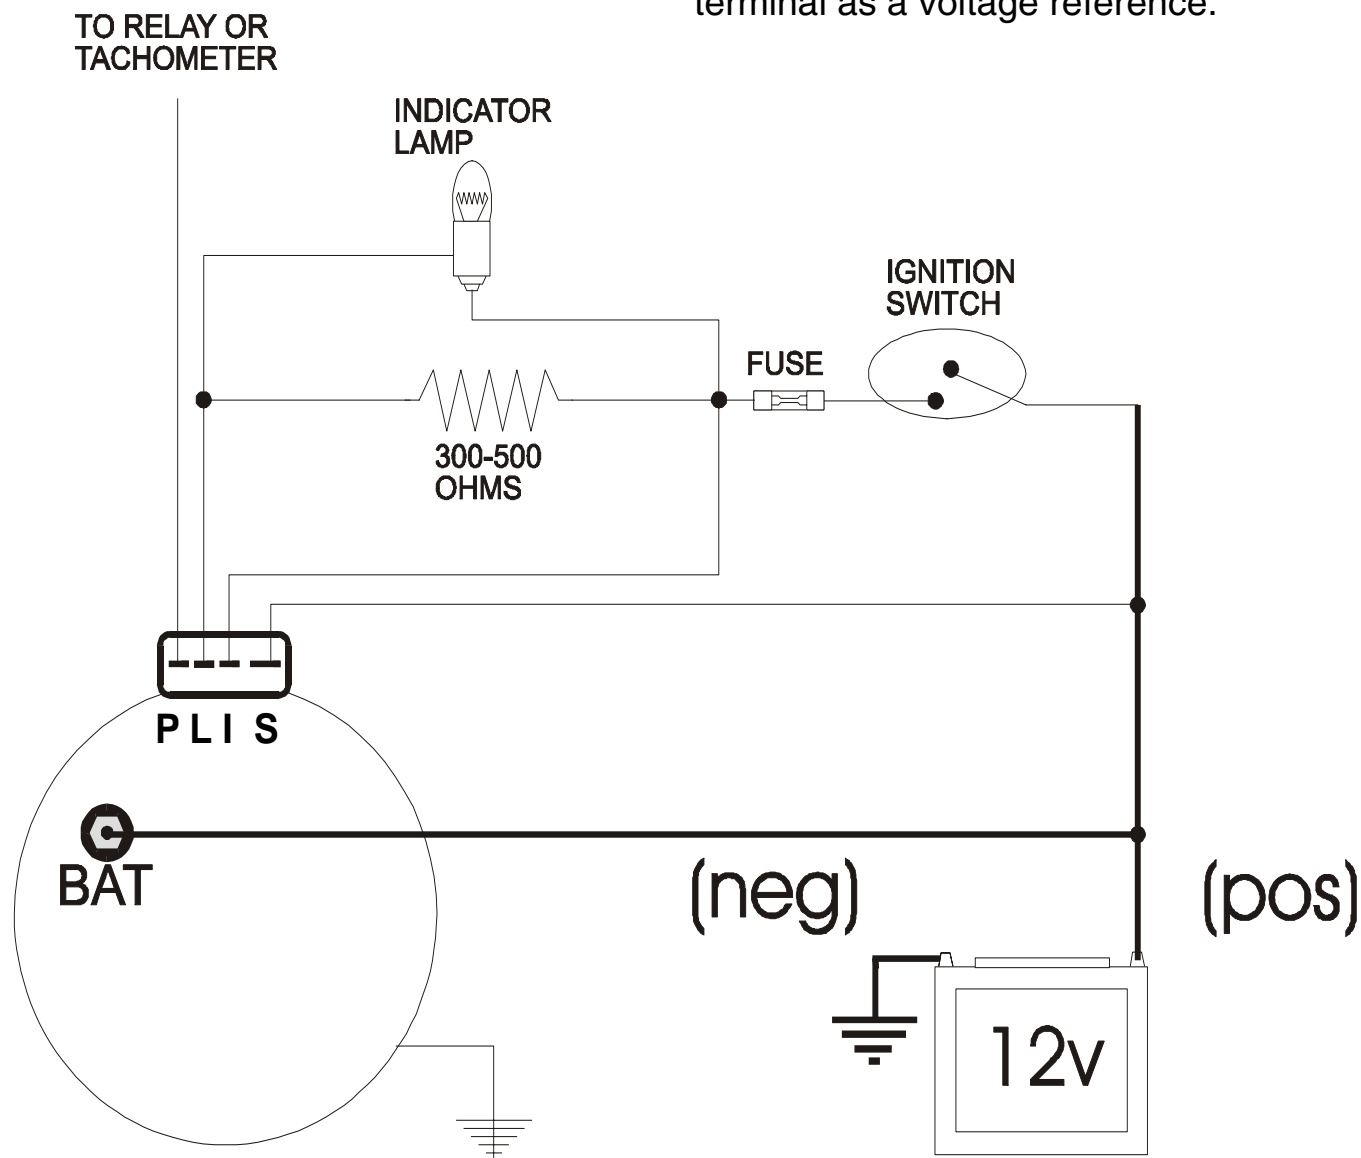 terminal as a voltage reference.
TO RELAY OR
TACHOMETER
INDICATOR
LAMP
IGNITION
SWITCH
FUSE
300-500
OHMS
P L I S
BAT
(neg)
(pos)
12v